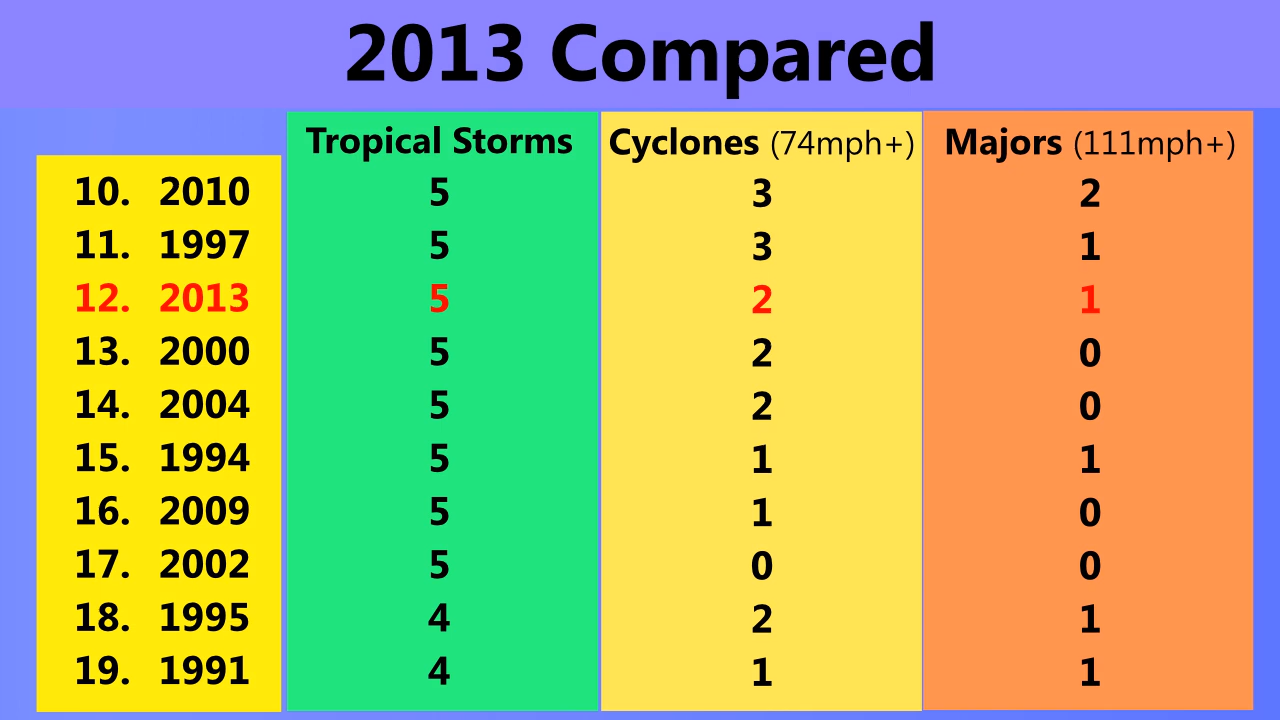 2013 Compared
Tropical Storms Cyclones (74mph+) Majors (111mph+)
10. 2010 5 3 2
11. 1997 5 3 1
12. 2013 5 2 1
13. 2000 5 2 0
14. 2004 5 2 0
15. 1994 5 1 1
16. 2009 5 1 0
17. 2002 5 0 0
18. 1995 4 2 1
19. 1991 4 1 1